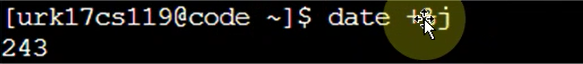 [urk17cs119@code ~]$ date +%j
243